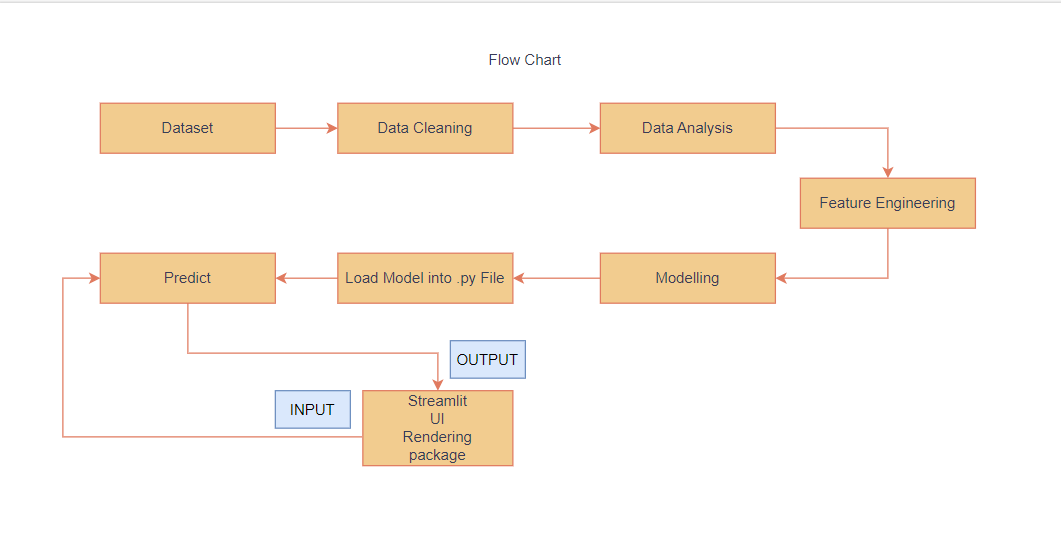 Flow Chart
Dataset
Data Cleaning
Data Analysis
Feature Engineering
Predict
Load Model into .py File
Modelling
OUTPUT
INPUT
Streamlit
UI
Rendering
package